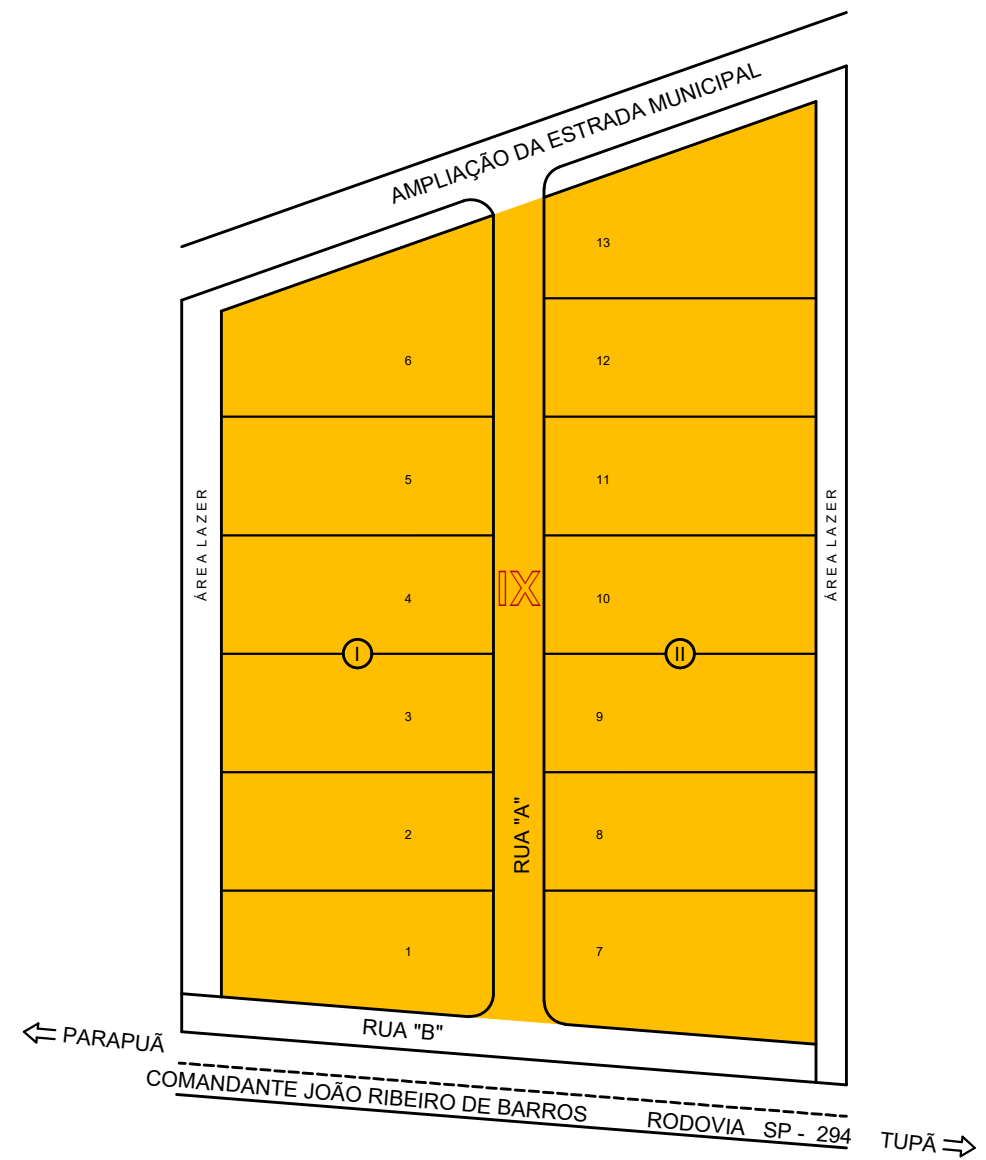 AMPLIAÇÃO DA ESTRADA MUNICIPAL
13
6
12
5
11
ÁREA LAZER
ÁREA LAZER
IX
4
10
I
II
3
9
RUA "A"
2
8
1
7
RUA "B"
PARAPUÃ
COMANDANTE JOÃO RIBEIRO DE BARROS RODOVIA SP - 294
TUPÃ